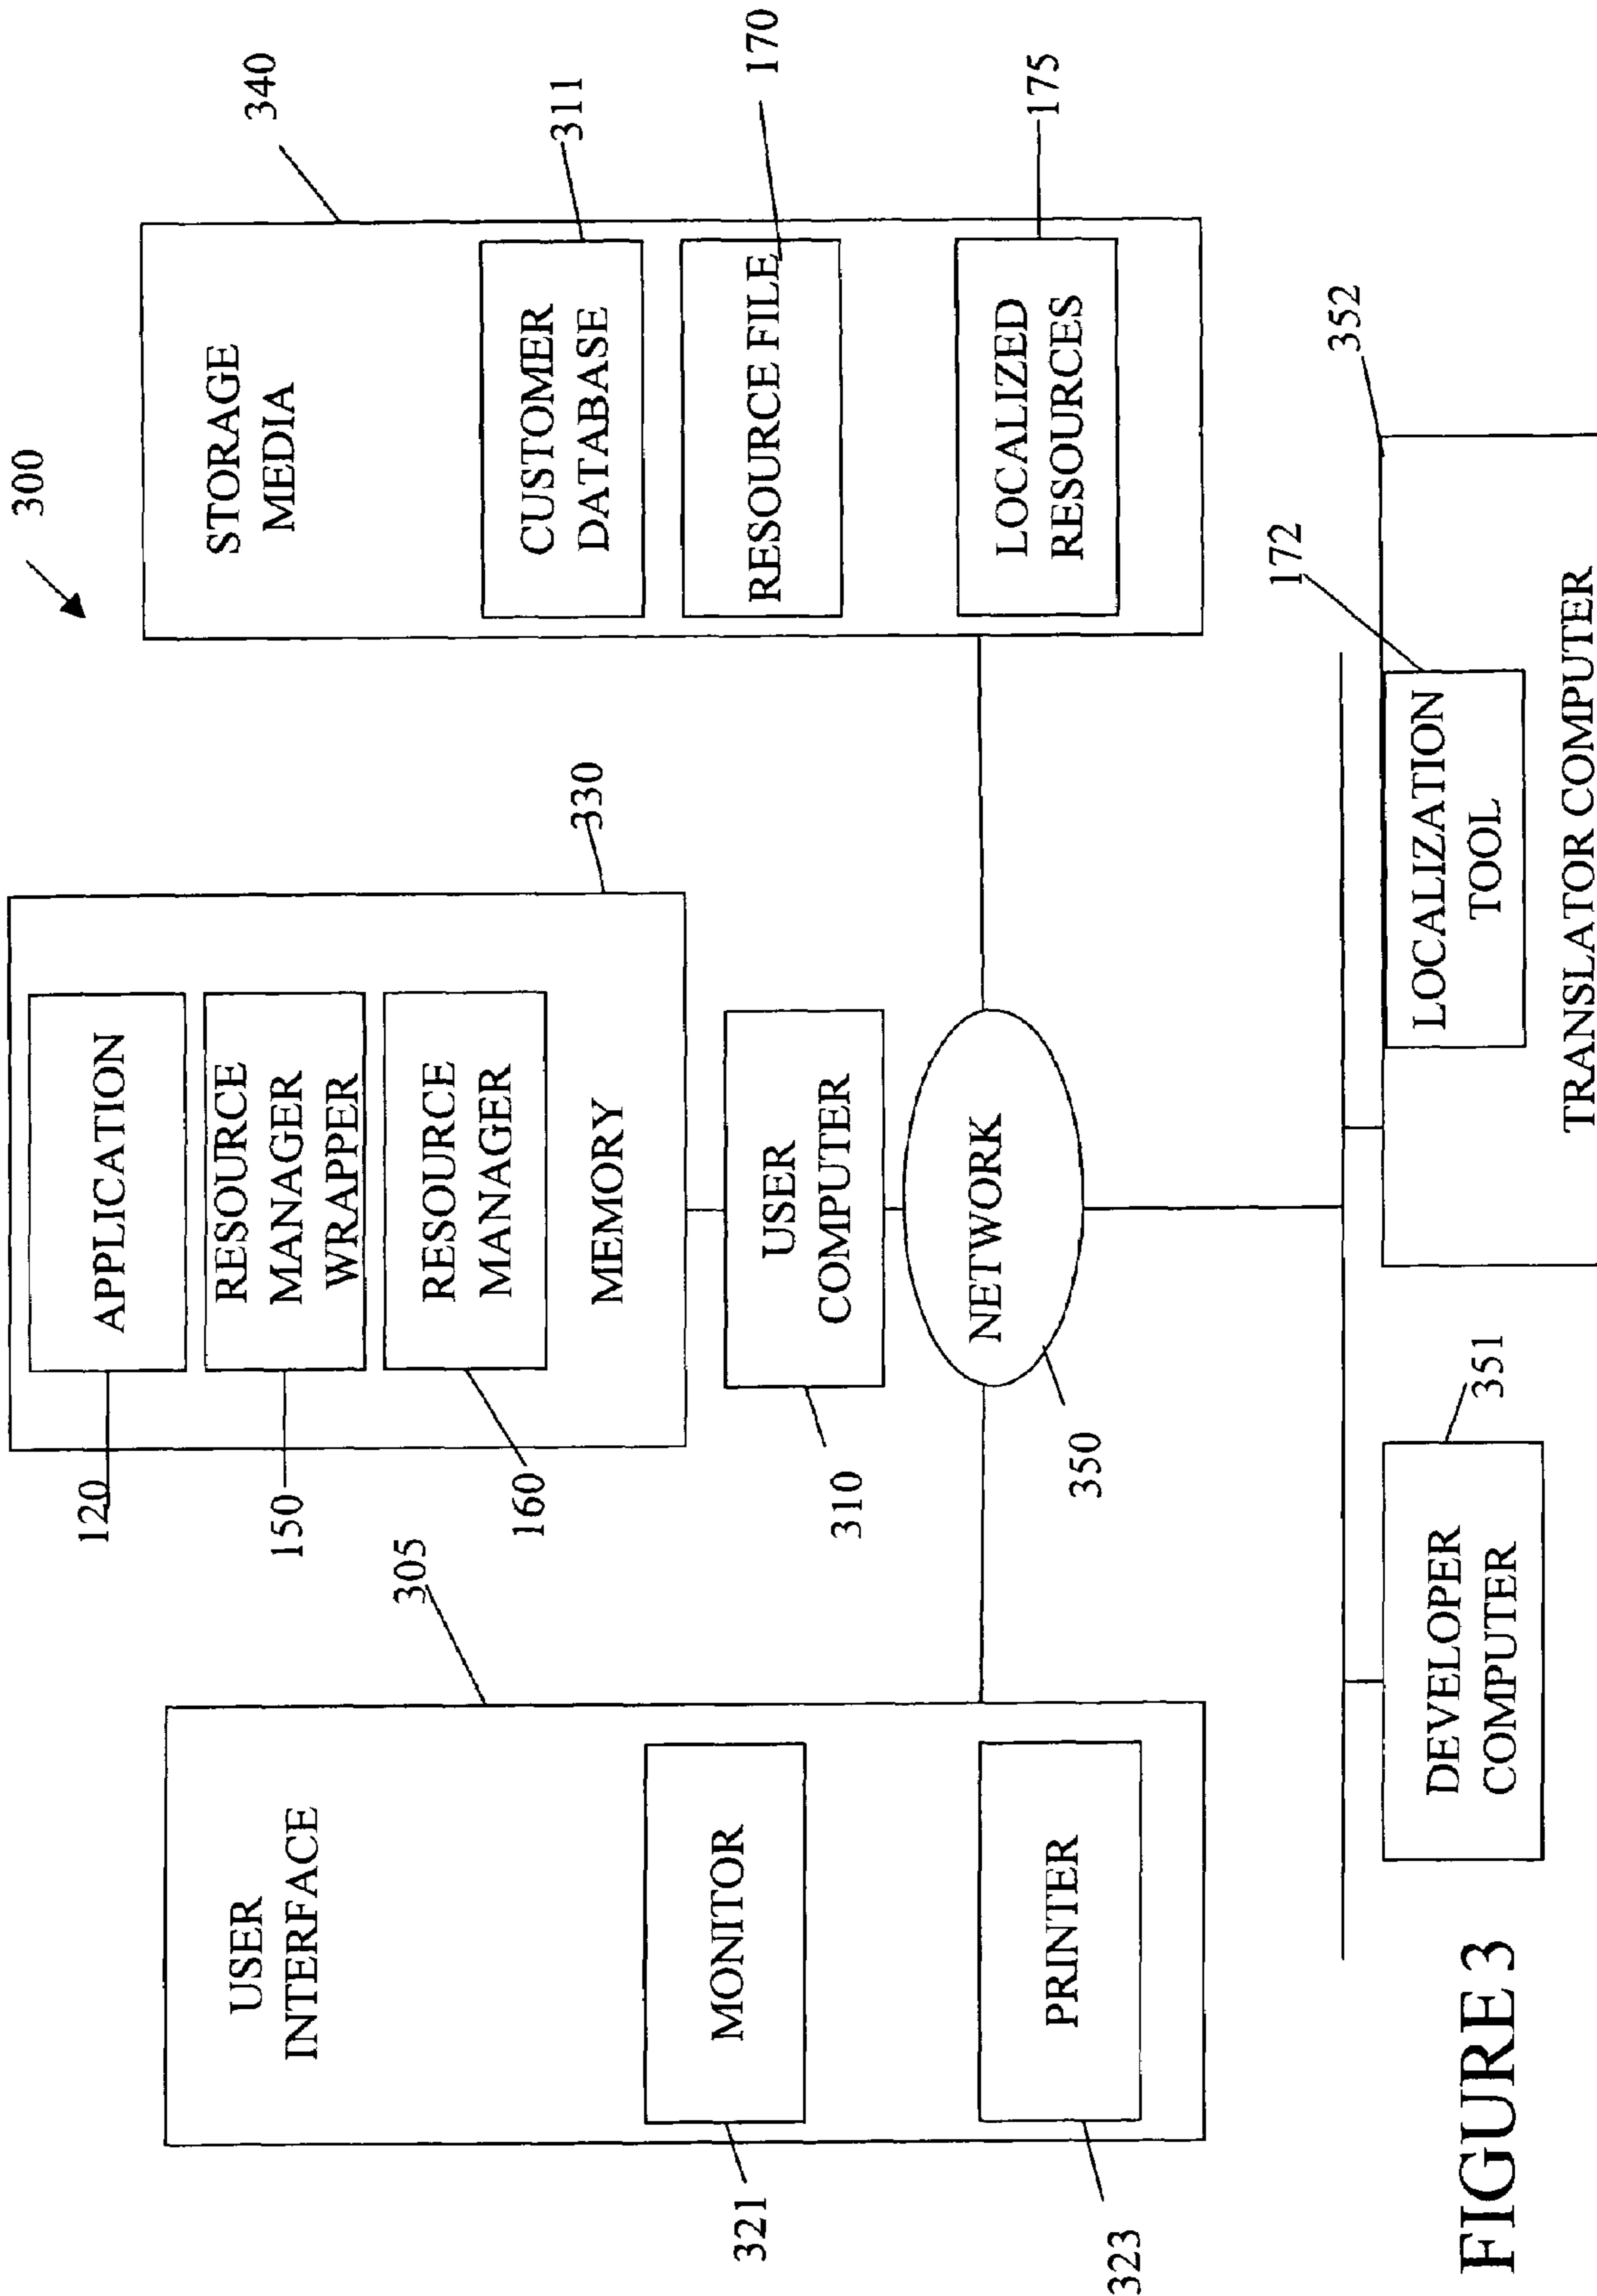 300
USER
INTERFACE
305
MONITOR
321
PRINTER
323
120
APPLICATION
150
RESOURCE
MANAGER
WRAPPER
160
RESOURCE
MANAGER
MEMORY
330
USER
COMPUTER
310
NETWORK
350
STORAGE
MEDIA
340
CUSTOMER
DATABASE
311
RESOURCE FILE
170
LOCALIZED
RESOURCES
175
DEVELOPER
COMPUTER
351
LOCALIZATION
TOOL
172
352
TRANSLATOR COMPUTER
FIGURE 3